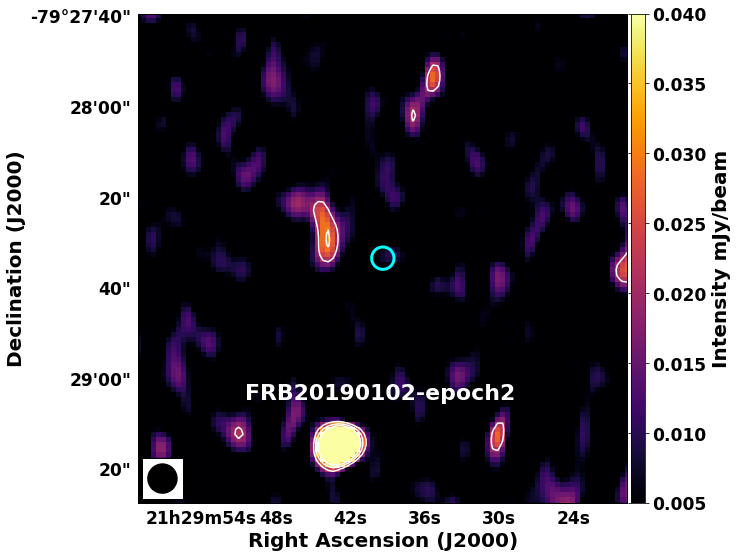 -79°27'40"
28'00"
20"
40"
29'00"
20"
Declination (J2000)
FRB20190102-epoch2
21h29m54s 48s 42s 36s 30s 24s
Right Ascension (J2000)
0.040
0.035
0.030
0.025
0.020
0.015
0.010
0.005
Intensity mJy/beam